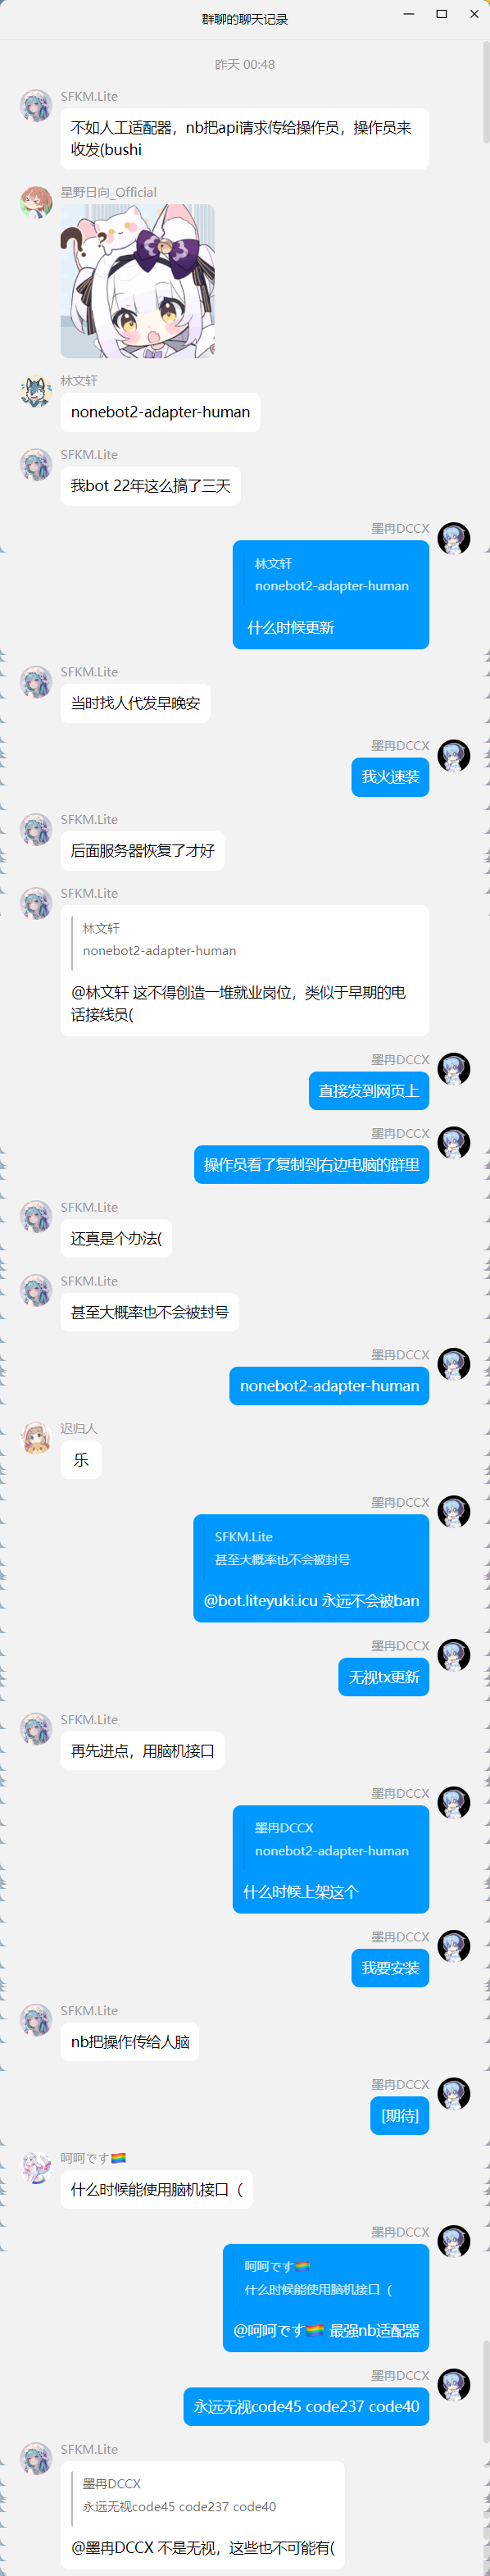 群聊的聊天记录
昨天 00:48
SFKM.Lite
不如人工适配器，nb把api请求传给操作员，操作员来
收发(bushi
星野日向_Official
? ? ?
林文轩
nonebot2-adapter-human
SFKM.Lite
我bot 22年这么搞了三天
墨冉DCCX
林文轩
nonebot2-adapter-human
什么时候更新
SFKM.Lite
当时找人代发早晚安
墨冉DCCX
我火速装
SFKM.Lite
后面服务器恢复了才好
SFKM.Lite
林文轩
nonebot2-adapter-human
@林文轩 这不得创造一堆就业岗位，类似于早期的电
话接线员(
墨冉DCCX
直接发到网页上
墨冉DCCX
操作员看了复制到右边电脑的群里
SFKM.Lite
还真是个办法(
SFKM.Lite
甚至大概率也不会被封号
墨冉DCCX
nonebot2-adapter-human
迟归人
乐
墨冉DCCX
SFKM.Lite
甚至大概率也不会被封号
@bot.liteyuki.icu 永远不会被ban
墨冉DCCX
无视tx更新
SFKM.Lite
再先进点，用脑机接口
墨冉DCCX
墨冉DCCX
nonebot2-adapter-human
什么时候上架这个
墨冉DCCX
我要安装
SFKM.Lite
nb把操作传给人脑
墨冉DCCX
[期待]
呵呵です🏳️‍🌈
什么时候能使用脑机接口（
墨冉DCCX
呵呵です🏳️‍🌈
什么时候能使用脑机接口（
@呵呵です🏳️‍🌈 最强nb适配器
墨冉DCCX
永远无视code45 code237 code40
SFKM.Lite
墨冉DCCX
永远无视code45 code237 code40
@墨冉DCCX 不是无视，这些也不可能有(